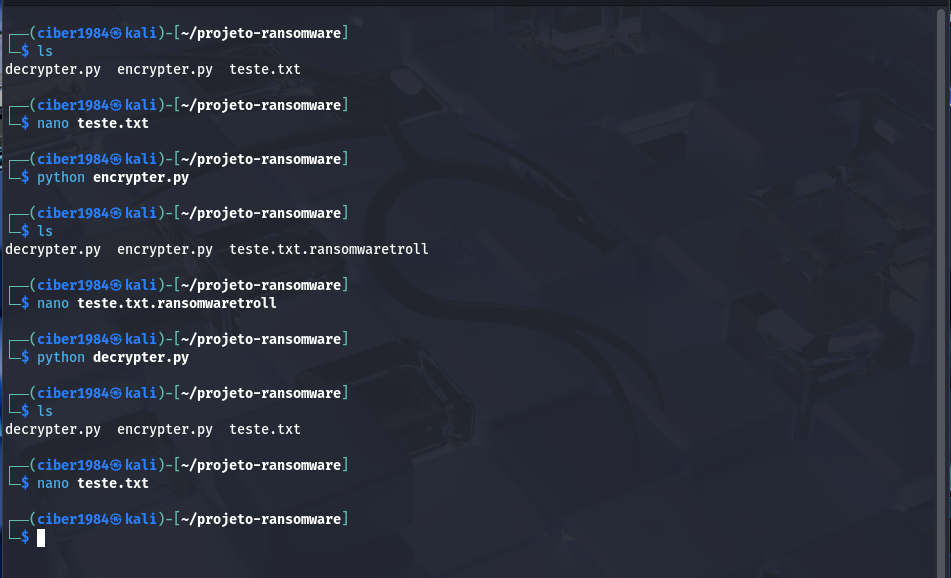 ┌──(ciber1984㉿kali)-[~/projeto-ransomware]
└─$ ls
decrypter.py  encrypter.py  teste.txt
┌──(ciber1984㉿kali)-[~/projeto-ransomware]
└─$ nano teste.txt
┌──(ciber1984㉿kali)-[~/projeto-ransomware]
└─$ python encrypter.py
┌──(ciber1984㉿kali)-[~/projeto-ransomware]
└─$ ls
decrypter.py  encrypter.py  teste.txt.ransomwaretroll
┌──(ciber1984㉿kali)-[~/projeto-ransomware]
└─$ nano teste.txt.ransomwaretroll
┌──(ciber1984㉿kali)-[~/projeto-ransomware]
└─$ python decrypter.py
┌──(ciber1984㉿kali)-[~/projeto-ransomware]
└─$ ls
decrypter.py  encrypter.py  teste.txt
┌──(ciber1984㉿kali)-[~/projeto-ransomware]
└─$ nano teste.txt
┌──(ciber1984㉿kali)-[~/projeto-ransomware]
└─$